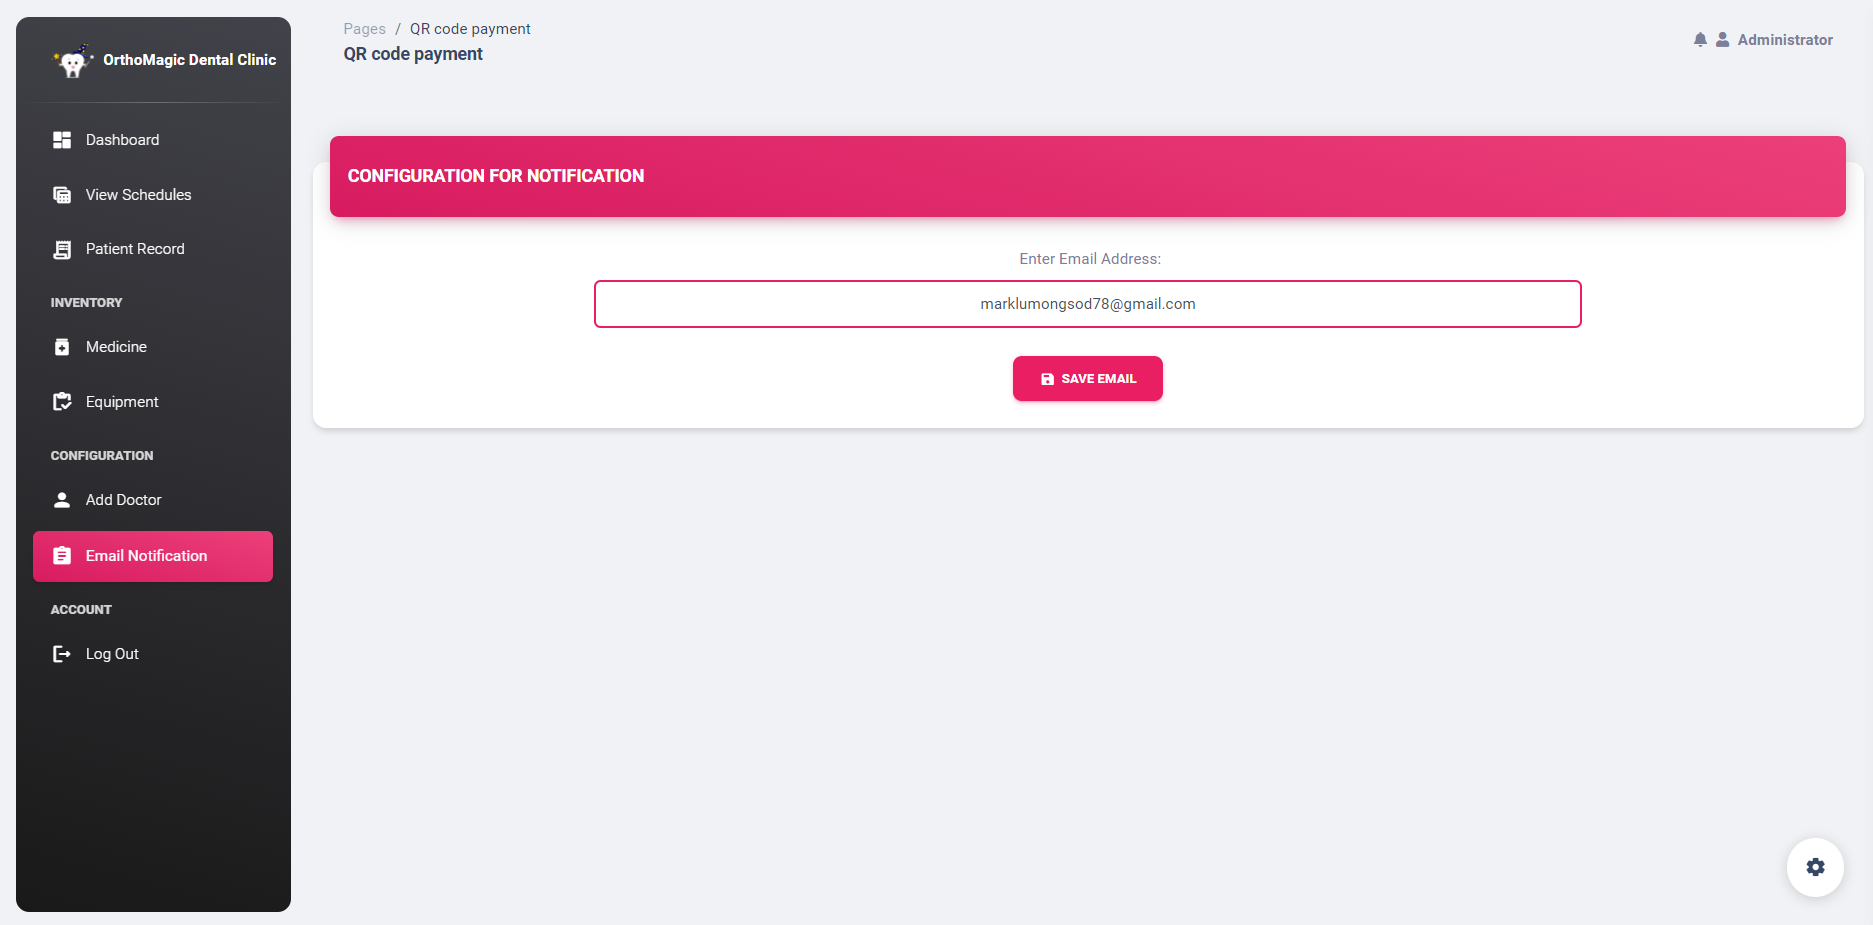 OrthoMagic Dental Clinic
Dashboard
View Schedules
Patient Record
INVENTORY
Medicine
Equipment
CONFIGURATION
Add Doctor
Email Notification
ACCOUNT
Log Out
Pages / QR code payment
QR code payment
Administrator
CONFIGURATION FOR NOTIFICATION
Enter Email Address:
marklumongsod78@gmail.com
SAVE EMAIL